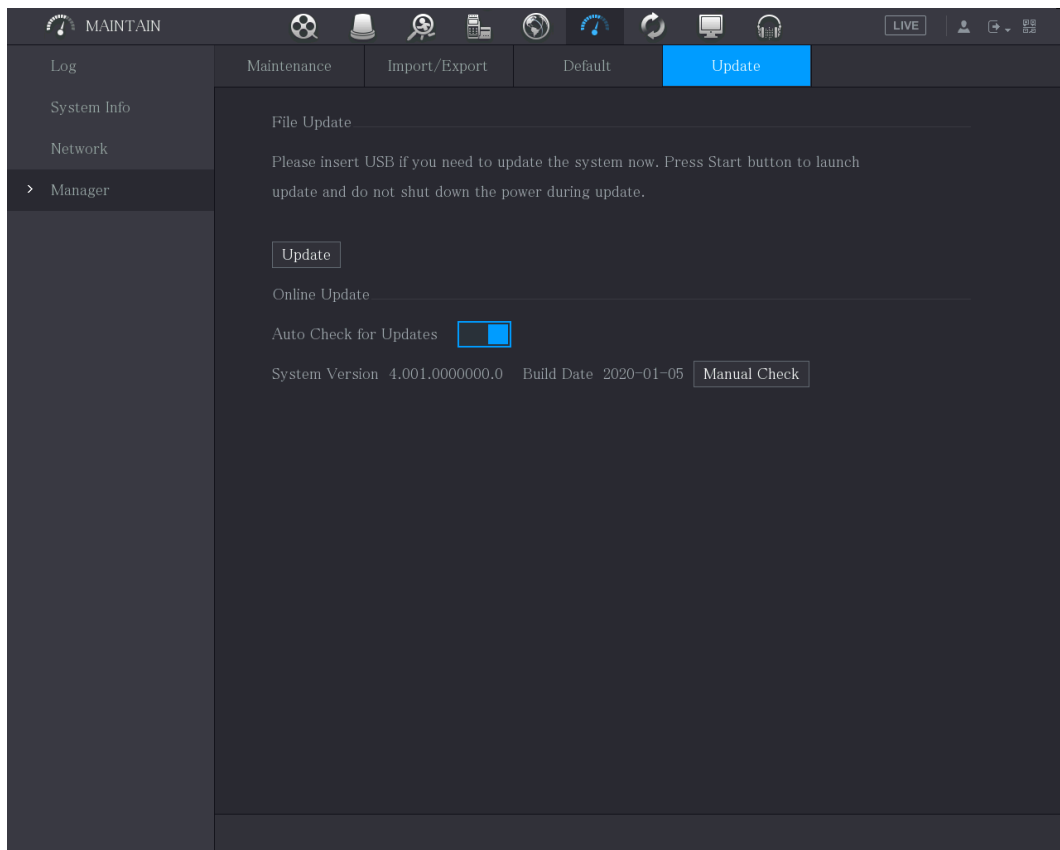 MAINTAIN
LIVE
Log
System Info
Network
Manager
Maintenance Import/Export Default Update
File Update
Please insert USB if you need to update the system now. Press Start button to launch
update and do not shut down the power during update.
Update
Online Update
Auto Check for Updates
System Version 4.001.0000000.0 Build Date 2020-01-05 Manual Check